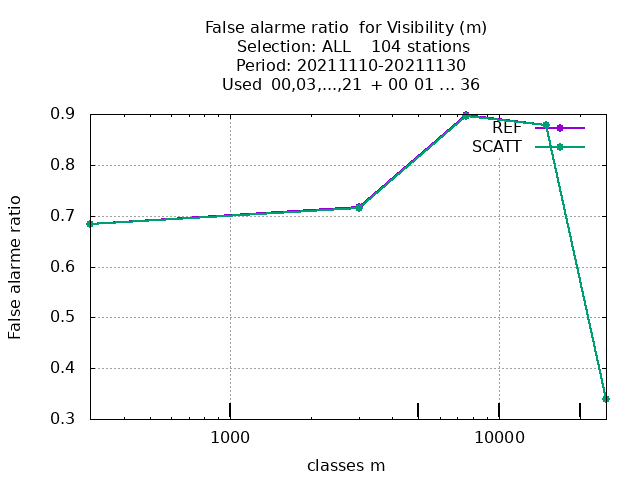 False alarme ratio  for Visibility (m)
Selection: ALL    104 stations
Period: 20211110-20211130
Used  00,03,...,21  + 00 01 ... 36
REF
SCATT
0.9
0.8
0.7
0.6
0.5
0.4
0.3
False alarme ratio
1000
10000
classes m